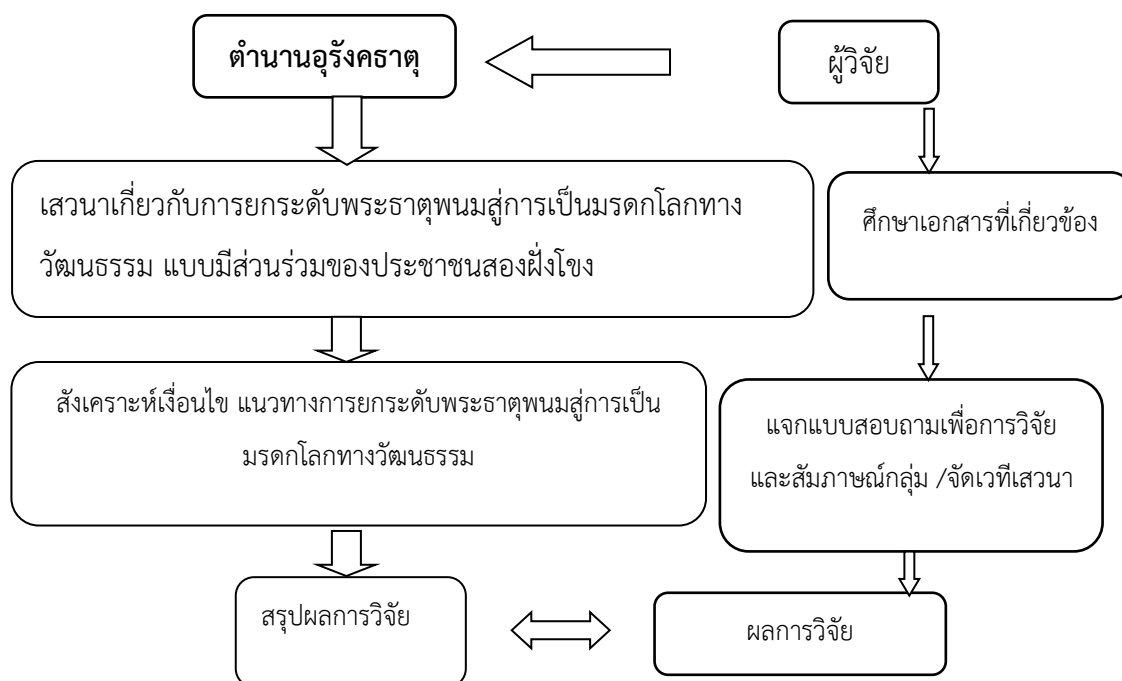 ตำนานอุรังคธาตุ
ผู้วิจัย
เสวนาเกี่ยวกับการยกระดับพระธาตุพนมสู่การเป็นมรดกโลกทาง
วัฒนธรรม แบบมีส่วนร่วมของประชาชนสองฝั่งโขง
ศึกษาเอกสารที่เกี่ยวข้อง
สังเคราะห์เงื่อนไข แนวทางการยกระดับพระธาตุพนมสู่การเป็น
มรดกโลกทางวัฒนธรรม
แจกแบบสอบถามเพื่อการวิจัย
และสัมภาษณ์กลุ่ม /จัดเวทีเสวนา
สรุปผลการวิจัย
ผลการวิจัย